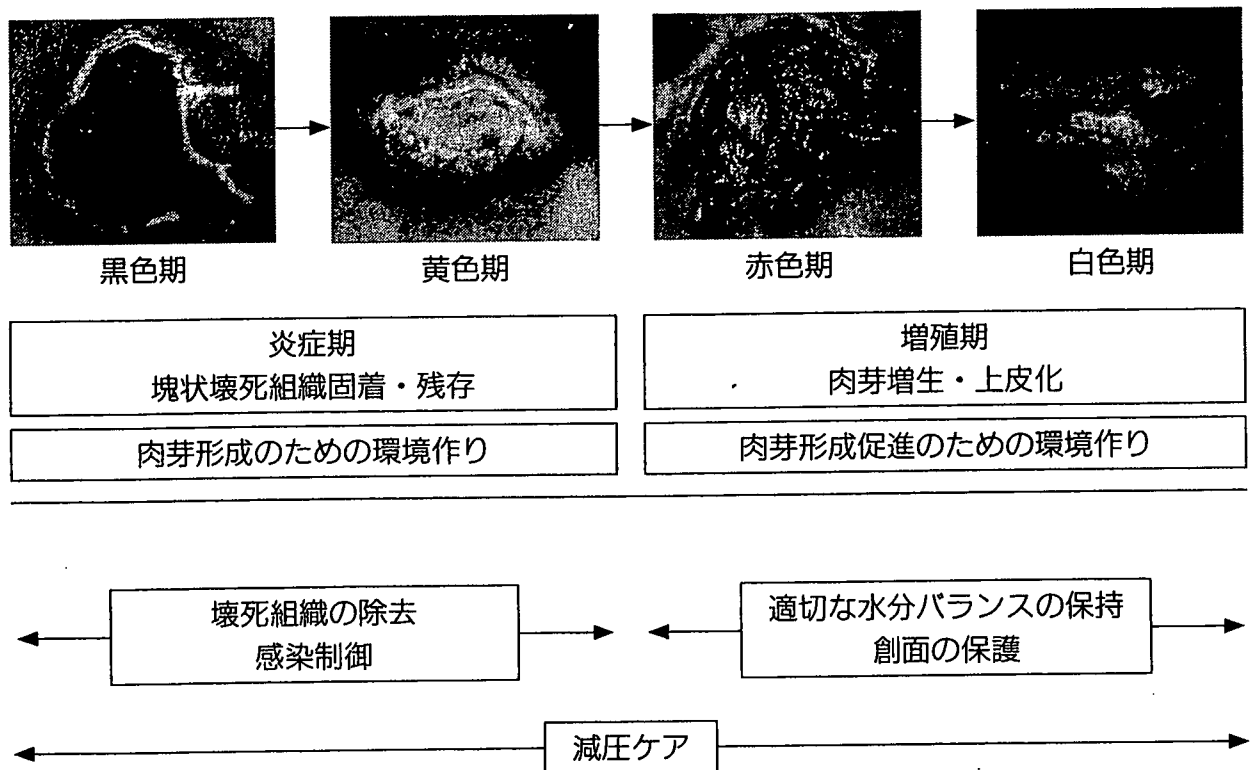 黒色期
黄色期
赤色期
白色期
炎症期
塊状壊死組織固着・残存
増殖期
肉芽増生・上皮化
肉芽形成のための環境作り
肉芽形成促進のための環境作り
壊死組織の除去
感染制御
適切な水分バランスの保持
創面の保護
減圧ケア